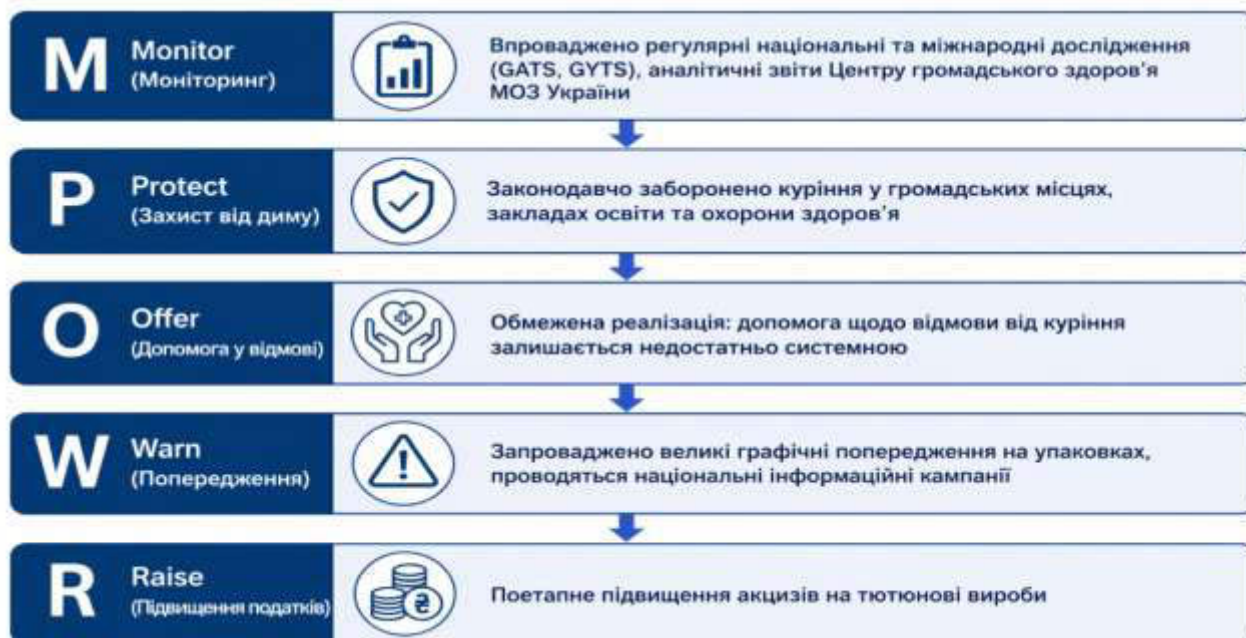 M
Monitor
(Моніторинг)
Впроваджено регулярні національні та міжнародні дослідження
(GATS, GYTS), аналітичні звіти Центру громадського здоров'я
МОЗ України
P
Protect
(Захист від диму)
Законодавчо заборонено куріння у громадських місцях,
закладах освіти та охорони здоров'я
O
Offer
(Допомога у відмові)
Обмежена реалізація: допомога щодо відмови від куріння
залишається недостатньо системною
W
Warn
(Попередження)
Запроваджено великі графічні попередження на упаковках,
проводяться національні інформаційні кампанії
R
Raise
(Підвищення податків)
₴
Поетапне підвищення акцизів на тютюнові вироби